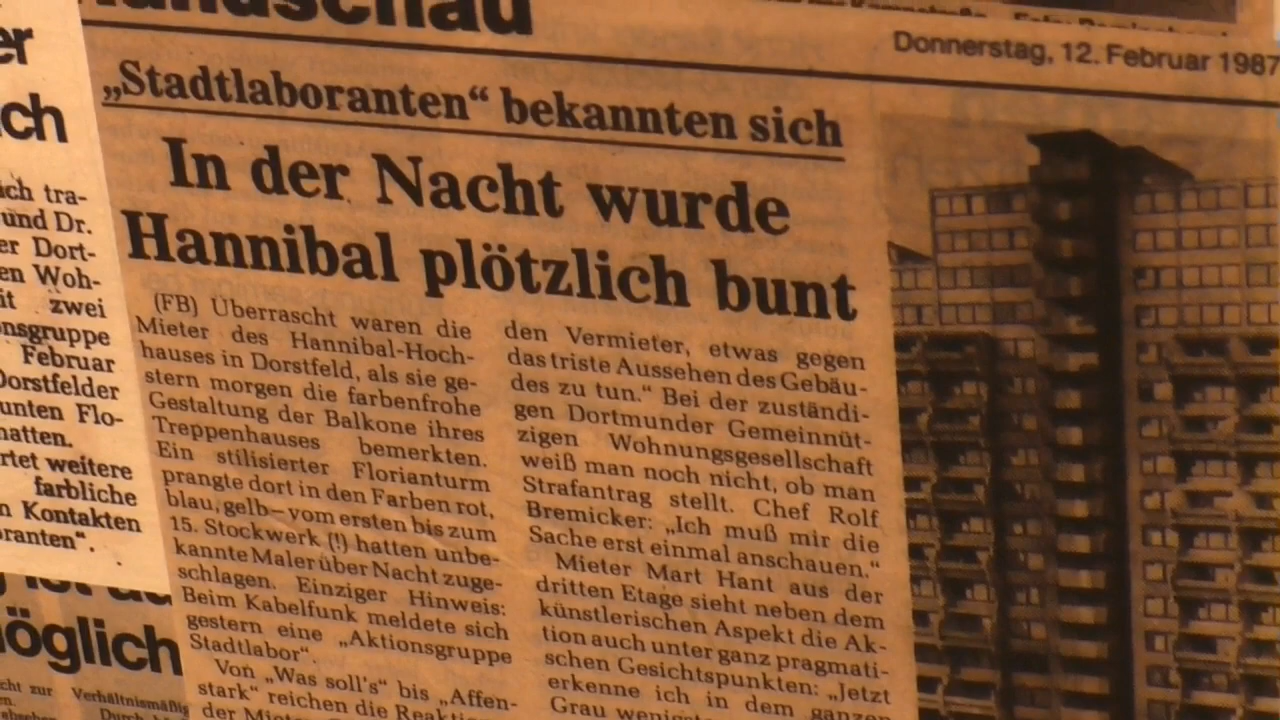 Donnerstag, 12. Februar 1987
„Stadtlaboranten“ bekannten sich
In der Nacht wurde
Hannibal plötzlich bunt
(FB) Überrascht waren die
Mieter des Hannibal-Hoch-
hauses in Dorstfeld, als sie ge-
stern morgen die farbenfrohe
Gestaltung der Balkone ihres
Treppenhauses bemerkten.
Ein stilisierter Florianturm
prangte dort in den Farben rot,
blau, gelb – vom ersten bis zum
15. Stockwerk (!) hatten unbe-
kannte Maler über Nacht zuge-
schlagen. Einziger Hinweis:
Beim Kabelfunk meldete sich
gestern eine „Aktionsgruppe
Stadtlabor“.
Von „Was soll's“ bis „Affen-
stark“ reichen die
den Vermieter, etwas gegen
das triste Aussehen des Gebäu-
des zu tun.“ Bei der zuständi-
gen Dortmunder Gemeinnüt-
zigen Wohnungsgesellschaft
weiß man noch nicht, ob man
Strafantrag stellt. Chef Rolf
Bremicker: „Ich muß mir die
Sache erst einmal anschauen.“
Mieter Mart Hant aus der
dritten Etage sieht neben dem
künstlerischen Aspekt die Ak-
tion auch unter ganz pragmati-
schen Gesichtspunkten: „Jetzt
erkenne ich in dem ganzen
Grau
er
ch
ich tra-
und Dr.
er Dort-
en Woh-
it zwei
nsgruppe
Februar
Dorstfelder
unten Flo-
hatten.
rtet weitere
farbliche
n Kontakten
oranten“.
öglich
cht zur Verhältnismäßig